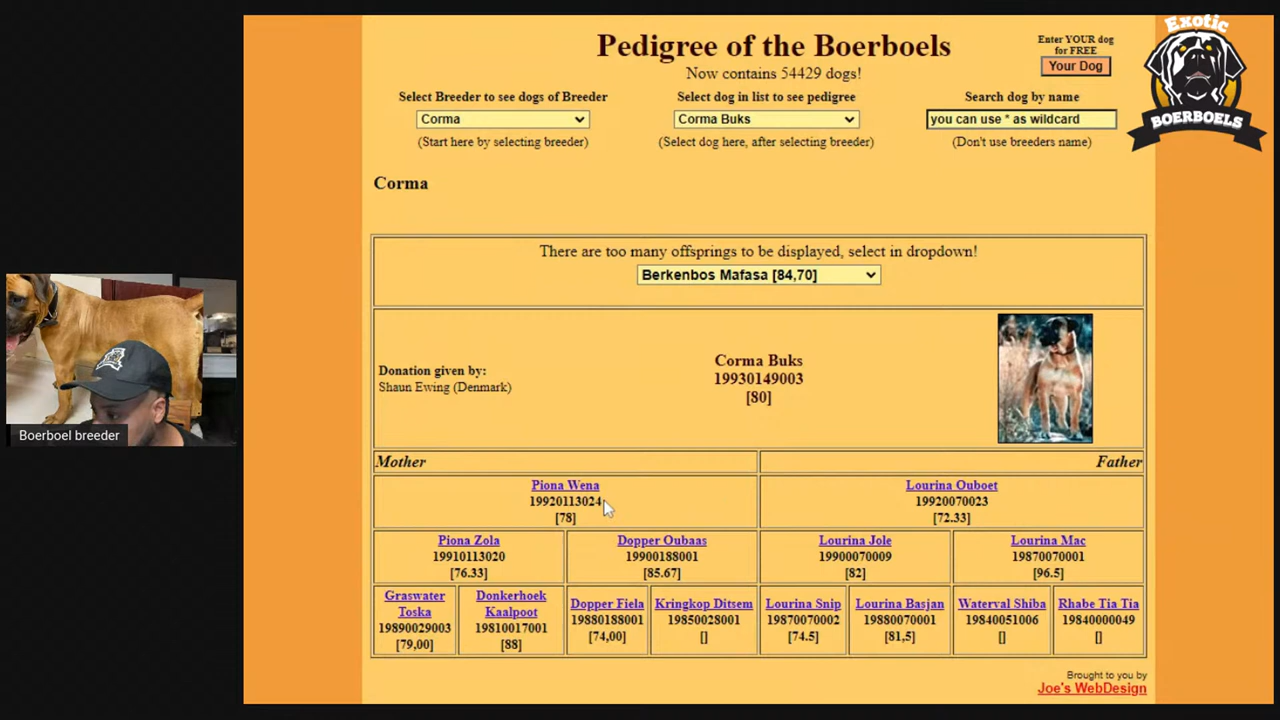 Pedigree of the Boerboels
Now contains 54429 dogs!
Enter YOUR dog
for FREE
Your Dog
Exotic
BOERBOELS
Select Breeder to see dogs of Breeder
Corma
(Start here by selecting breeder)
Select dog in list to see pedigree
Corma Buks
(Select dog here, after selecting breeder)
Search dog by name
you can use * as wildcard
(Don't use breeders name)
Corma
There are too many offsprings to be displayed, select in dropdown!
Berkenbos Mafasa [84,70]
Donation given by:
Shaun Ewing (Denmark)
Corma Buks
19930149003
[80]
Mother
Father
Piona Wena
19920113024
[78]
Lourina Ouboet
19920070023
[72.33]
Piona Zola
19910113020
[76.33]
Dopper Oubaas
19900188001
[85.67]
Lourina Jole
19900070009
[82]
Lourina Mac
19870070001
[96.5]
Graswater
Toska
19890029003
[79,00]
Donkerhoek
Kaalpoot
19810017001
[88]
Dopper Fiela
19880188001
[74,00]
Kringkop Ditsem
19850028001
[]
Lourina Snip
19870070002
[74.5]
Lourina Basjan
19880070001
[81,5]
Waterval Shiba
19840051006
[]
Rhabe Tia Tia
19840000049
[]
Brought to you by
Joe's WebDesign
Boerboel breeder